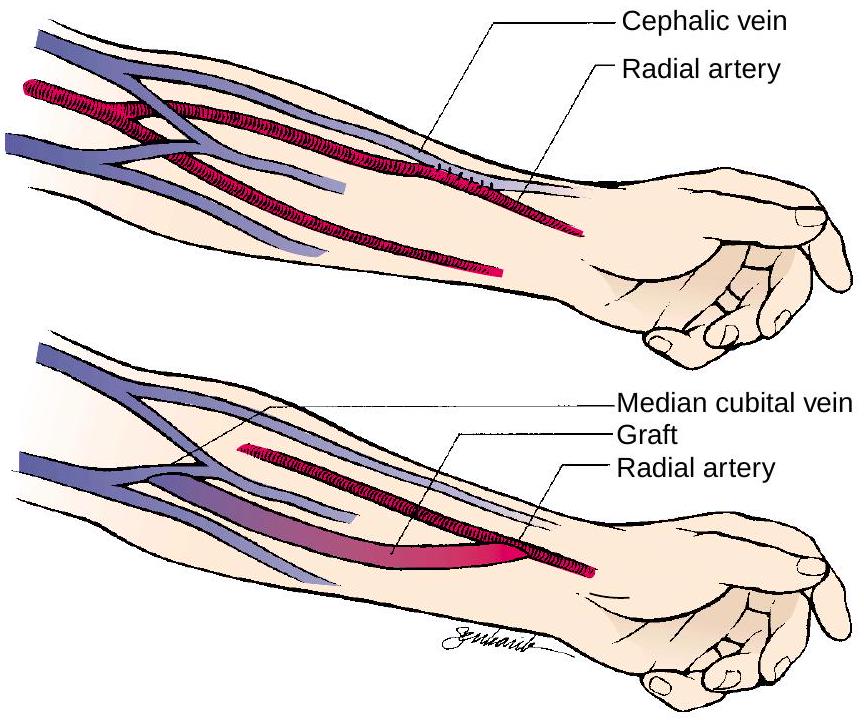 Cephalic vein
Radial artery
Median cubital vein
Graft
Radial artery